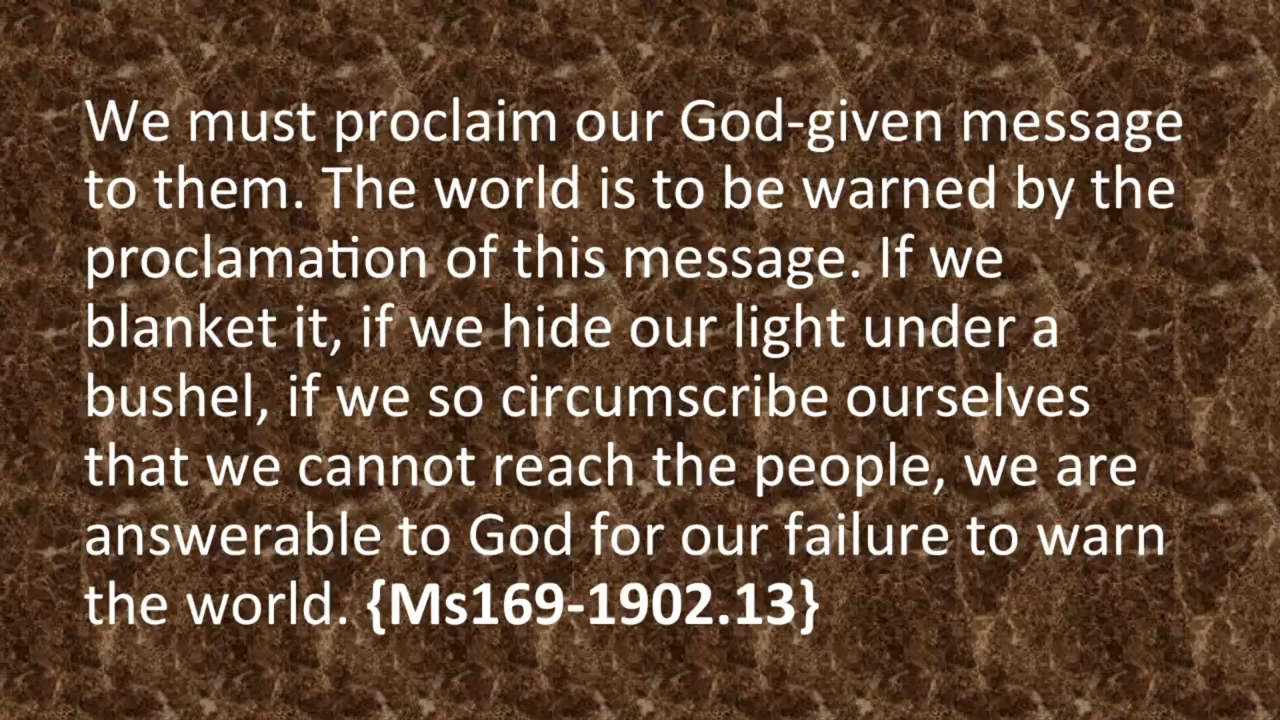 We must proclaim our God-given message
to them. The world is to be warned by the
proclamation of this message. If we
blanket it, if we hide our light under a
bushel, if we so circumscribe ourselves
that we cannot reach the people, we are
answerable to God for our failure to warn
the world. {Ms169-1902.13}